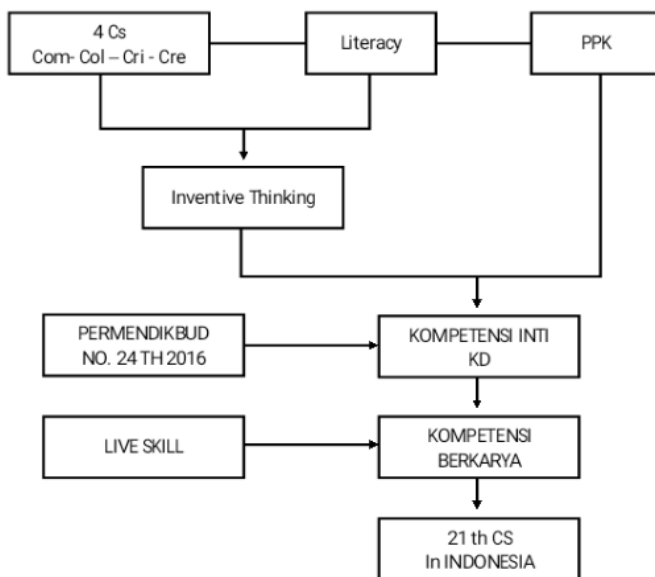 4 Cs
Com- Col – Cri - Cre
Literacy
PPK
Inventive Thinking
PERMENDIKBUD
NO. 24 TH 2016
KOMPETENSI INTI
KD
LIVE SKILL
KOMPETENSI
BERKARYA
21 th CS
In INDONESIA